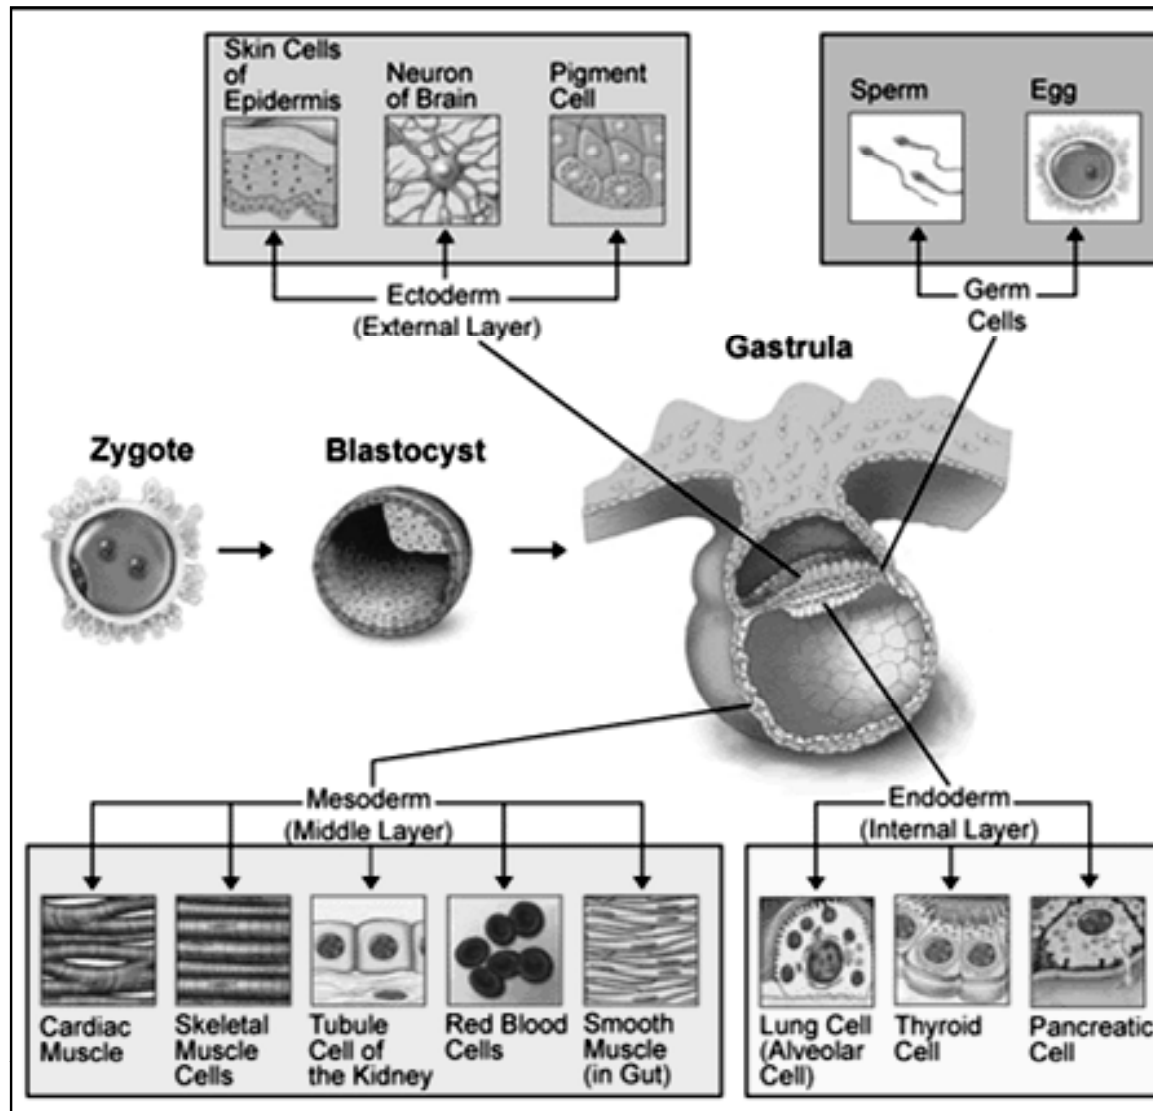 Skin Cells
of
Epidermis
Neuron
of Brain
Pigment
Cell
Sperm
Egg
Ectoderm
(External Layer)
Germ
Cells
Gastrula
Zygote
Blastocyst
Mesoderm
(Middle Layer)
Endoderm
(Internal Layer)
Cardiac
Muscle
Skeletal
Muscle
Cells
Tubule
Cell of
the Kidney
Red Blood
Cells
Smooth
Muscle
(in Gut)
Lung Cell
(Alveolar
Cell)
Thyroid
Cell
Pancreatic
Cell